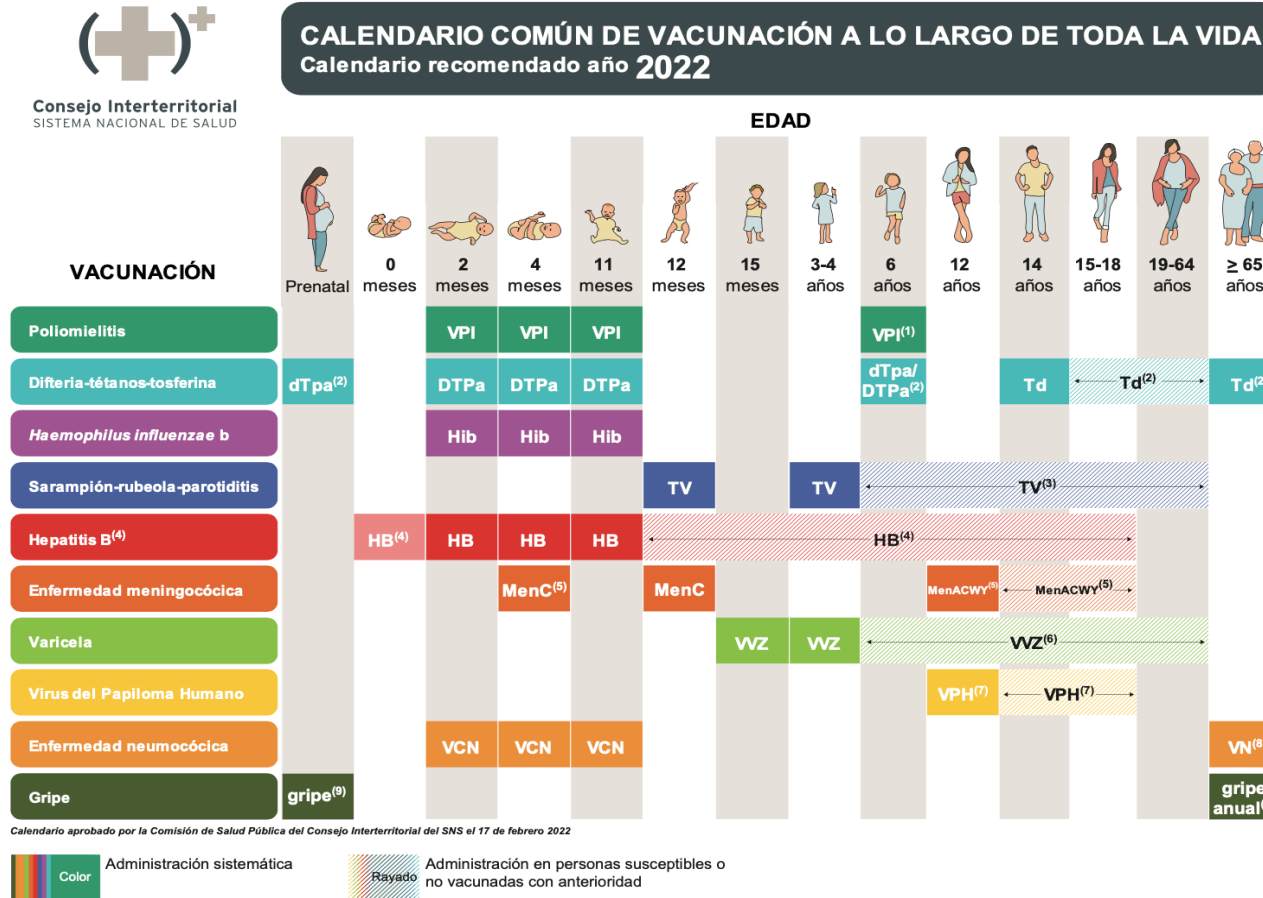 CALENDARIO COMÚN DE VACUNACIÓN A LO LARGO DE TODA LA VIDA
Calendario recomendado año 2022
Consejo Interterritorial
SISTEMA NACIONAL DE SALUD
EDAD
VACUNACIÓN
Prenatal
0 meses
2 meses
4 meses
11 meses
12 meses
15 meses
3-4 años
6 años
12 años
14 años
15-18 años
19-64 años
≥ 65 años
Poliomielitis
VPI VPI VPI VPI(1)
Difteria-tétanos-tosferina
dTpa(2) DTPa DTPa DTPa dTpa/ DTPa(2) Td Td(2) Td(2
Haemophilus influenzae b
Hib Hib Hib
Sarampión-rubeola-parotiditis
TV TV TV(3)
Hepatitis B(4)
HB(4) HB HB HB HB(4)
Enfermedad meningocócica
MenC(5) MenC MenACWY(5) MenACWY(5)
Varicela
VVZ VVZ VVZ(6)
Virus del Papiloma Humano
VPH(7) VPH(7)
Enfermedad neumocócica
VCN VCN VCN VN(8
Gripe
gripe(9) gripe anual(
Calendario aprobado por la Comisión de Salud Pública del Consejo Interterritorial del SNS el 17 de febrero 2022
Color
Administración sistemática
Rayado
Administración en personas susceptibles o
no vacunadas con anterioridad